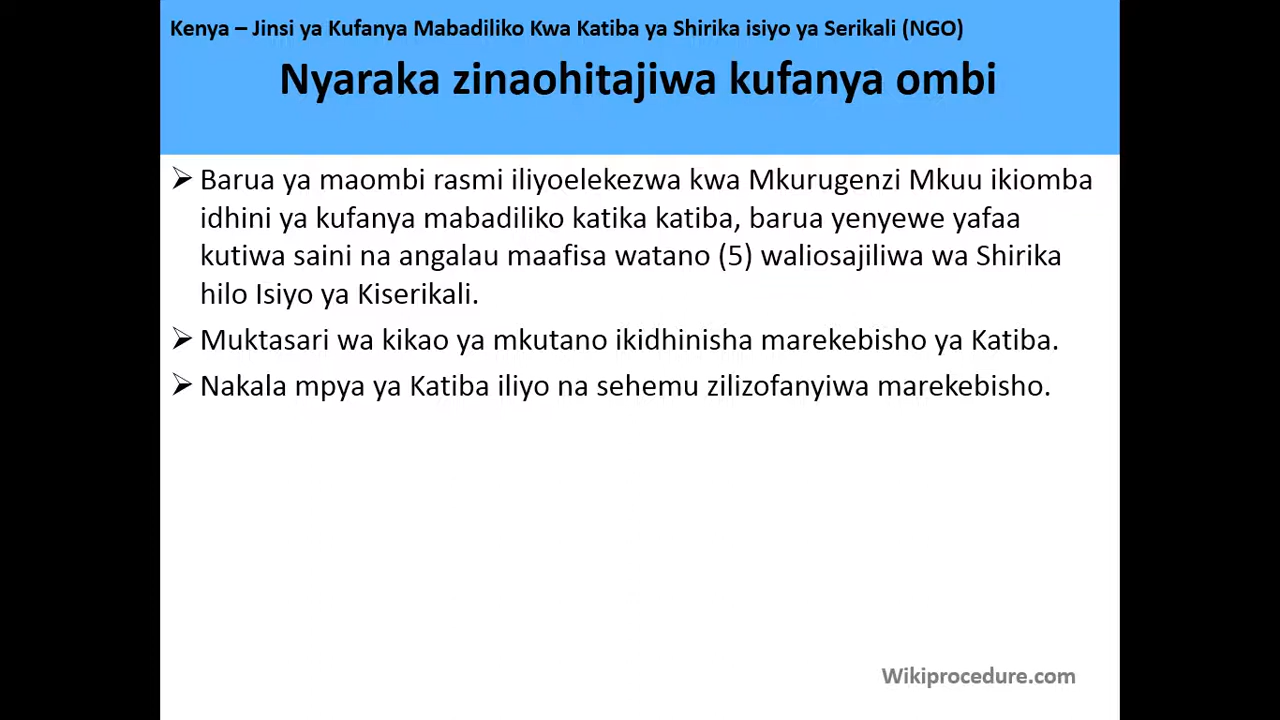 Kenya – Jinsi ya Kufanya Mabadiliko Kwa Katiba ya Shirika isiyo ya Serikali (NGO)
Nyaraka zinaohitajiwa kufanya ombi
➢ Barua ya maombi rasmi iliyoelekezwa kwa Mkurugenzi Mkuu ikiomba
idhini ya kufanya mabadiliko katika katiba, barua yenyewe yafaa
kutiwa saini na angalau maafisa watano (5) waliosajiliwa wa Shirika
hilo Isiyo ya Kiserikali.
➢ Muktasari wa kikao ya mkutano ikidhinisha marekebisho ya Katiba.
➢ Nakala mpya ya Katiba iliyo na sehemu zilizofanyiwa marekebisho.
Wikiprocedure.com